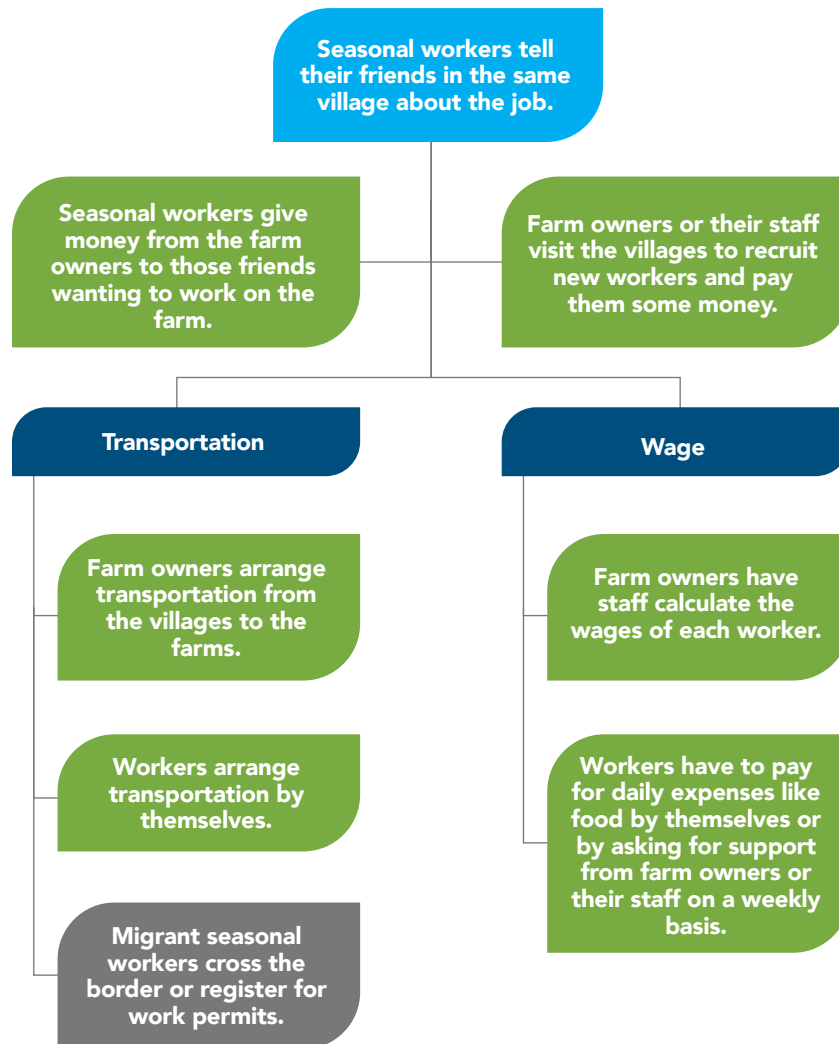 Seasonal workers tell
their friends in the same
village about the job.
Seasonal workers give
money from the farm
owners to those friends
wanting to work on the
farm.
Farm owners or their staff
visit the villages to recruit
new workers and pay
them some money.
Transportation
Farm owners arrange
transportation from
the villages to the
farms.
Workers arrange
transportation by
themselves.
Migrant seasonal
workers cross the
border or register for
work permits.
Wage
Farm owners have
staff calculate the
wages of each worker.
Workers have to pay
for daily expenses like
food by themselves or
by asking for support
from farm owners or
their staff on a weekly
basis.